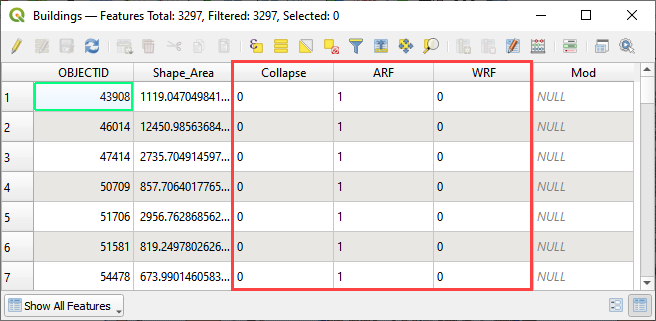 Buildings — Features Total: 3297, Filtered: 3297, Selected: 0
OBJECTID Shape_Area Collapse ARF WRF Mod
1 43908 1119.047049841... 0 1 0 NULL
2 46014 12450.98563684... 0 1 0 NULL
3 47414 2735.704914597... 0 1 0 NULL
4 50709 857.7064017765... 0 1 0 NULL
5 51706 2956.762868562... 0 1 0 NULL
6 51581 819.2497802626... 0 1 0 NULL
7 54478 673.9901460583... 0 1 0 NULL
Show All Features